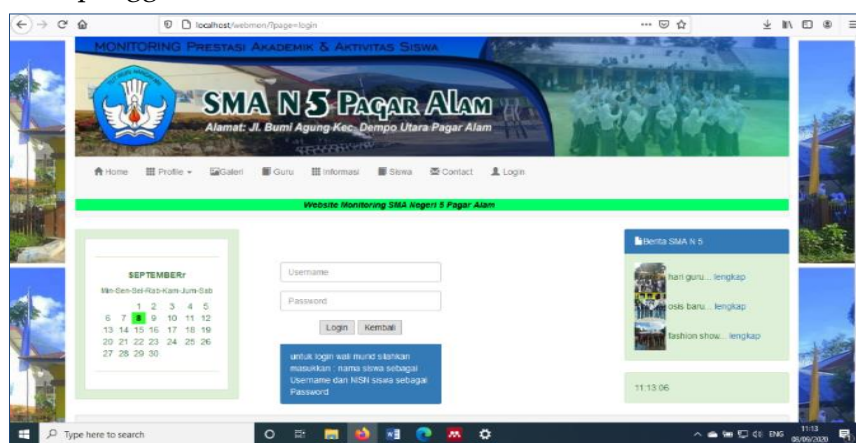 localhost/webmon/?page=login
MONITORING PRESTASI AKADEMIK & AKTIVITAS SISWA
SMA N 5 PAGAR ALAM
Alamat: Jl. Bumi Agung Kec. Dempo Utara Pagar Alam
Home Profile Galeri Guru Informasi Siswa Contact Login
Website Monitoring SMA Negeri 5 Pagar Alam
SEPTEMBERr
Min-Sen-Sel-Rab-Kam-Jum-Sab
1 2 3 4 5
6 7 8 9 10 11 12
13 14 15 16 17 18 19
20 21 22 23 24 25 26
27 28 29 30
Username
Password
Login Kembali
untuk login wali murid silahkan
masukkan : nama siswa sebagai
Username dan NISN siswa sebagai
Password
Berita SMA N 5
hari guru... lengkap
osis baru... lengkap
fashion show... lengkap
11:13:06
Type here to search
ENG
11:13
08/09/2020